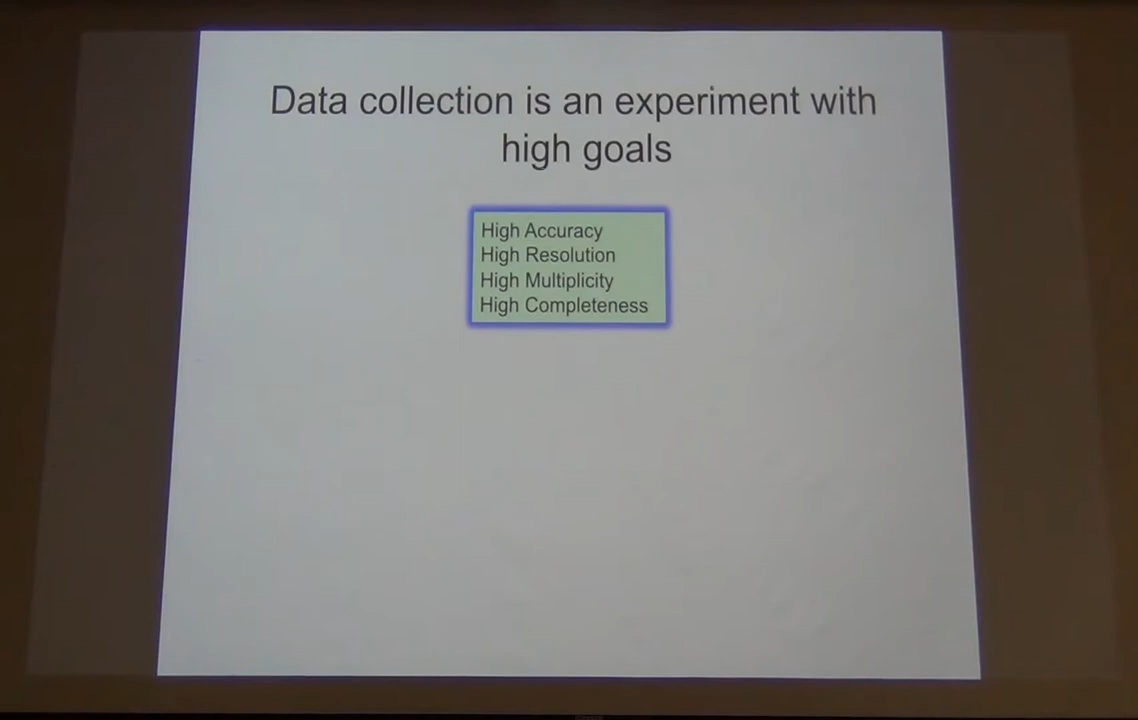 Data collection is an experiment with
high goals
High Accuracy
High Resolution
High Multiplicity
High Completeness